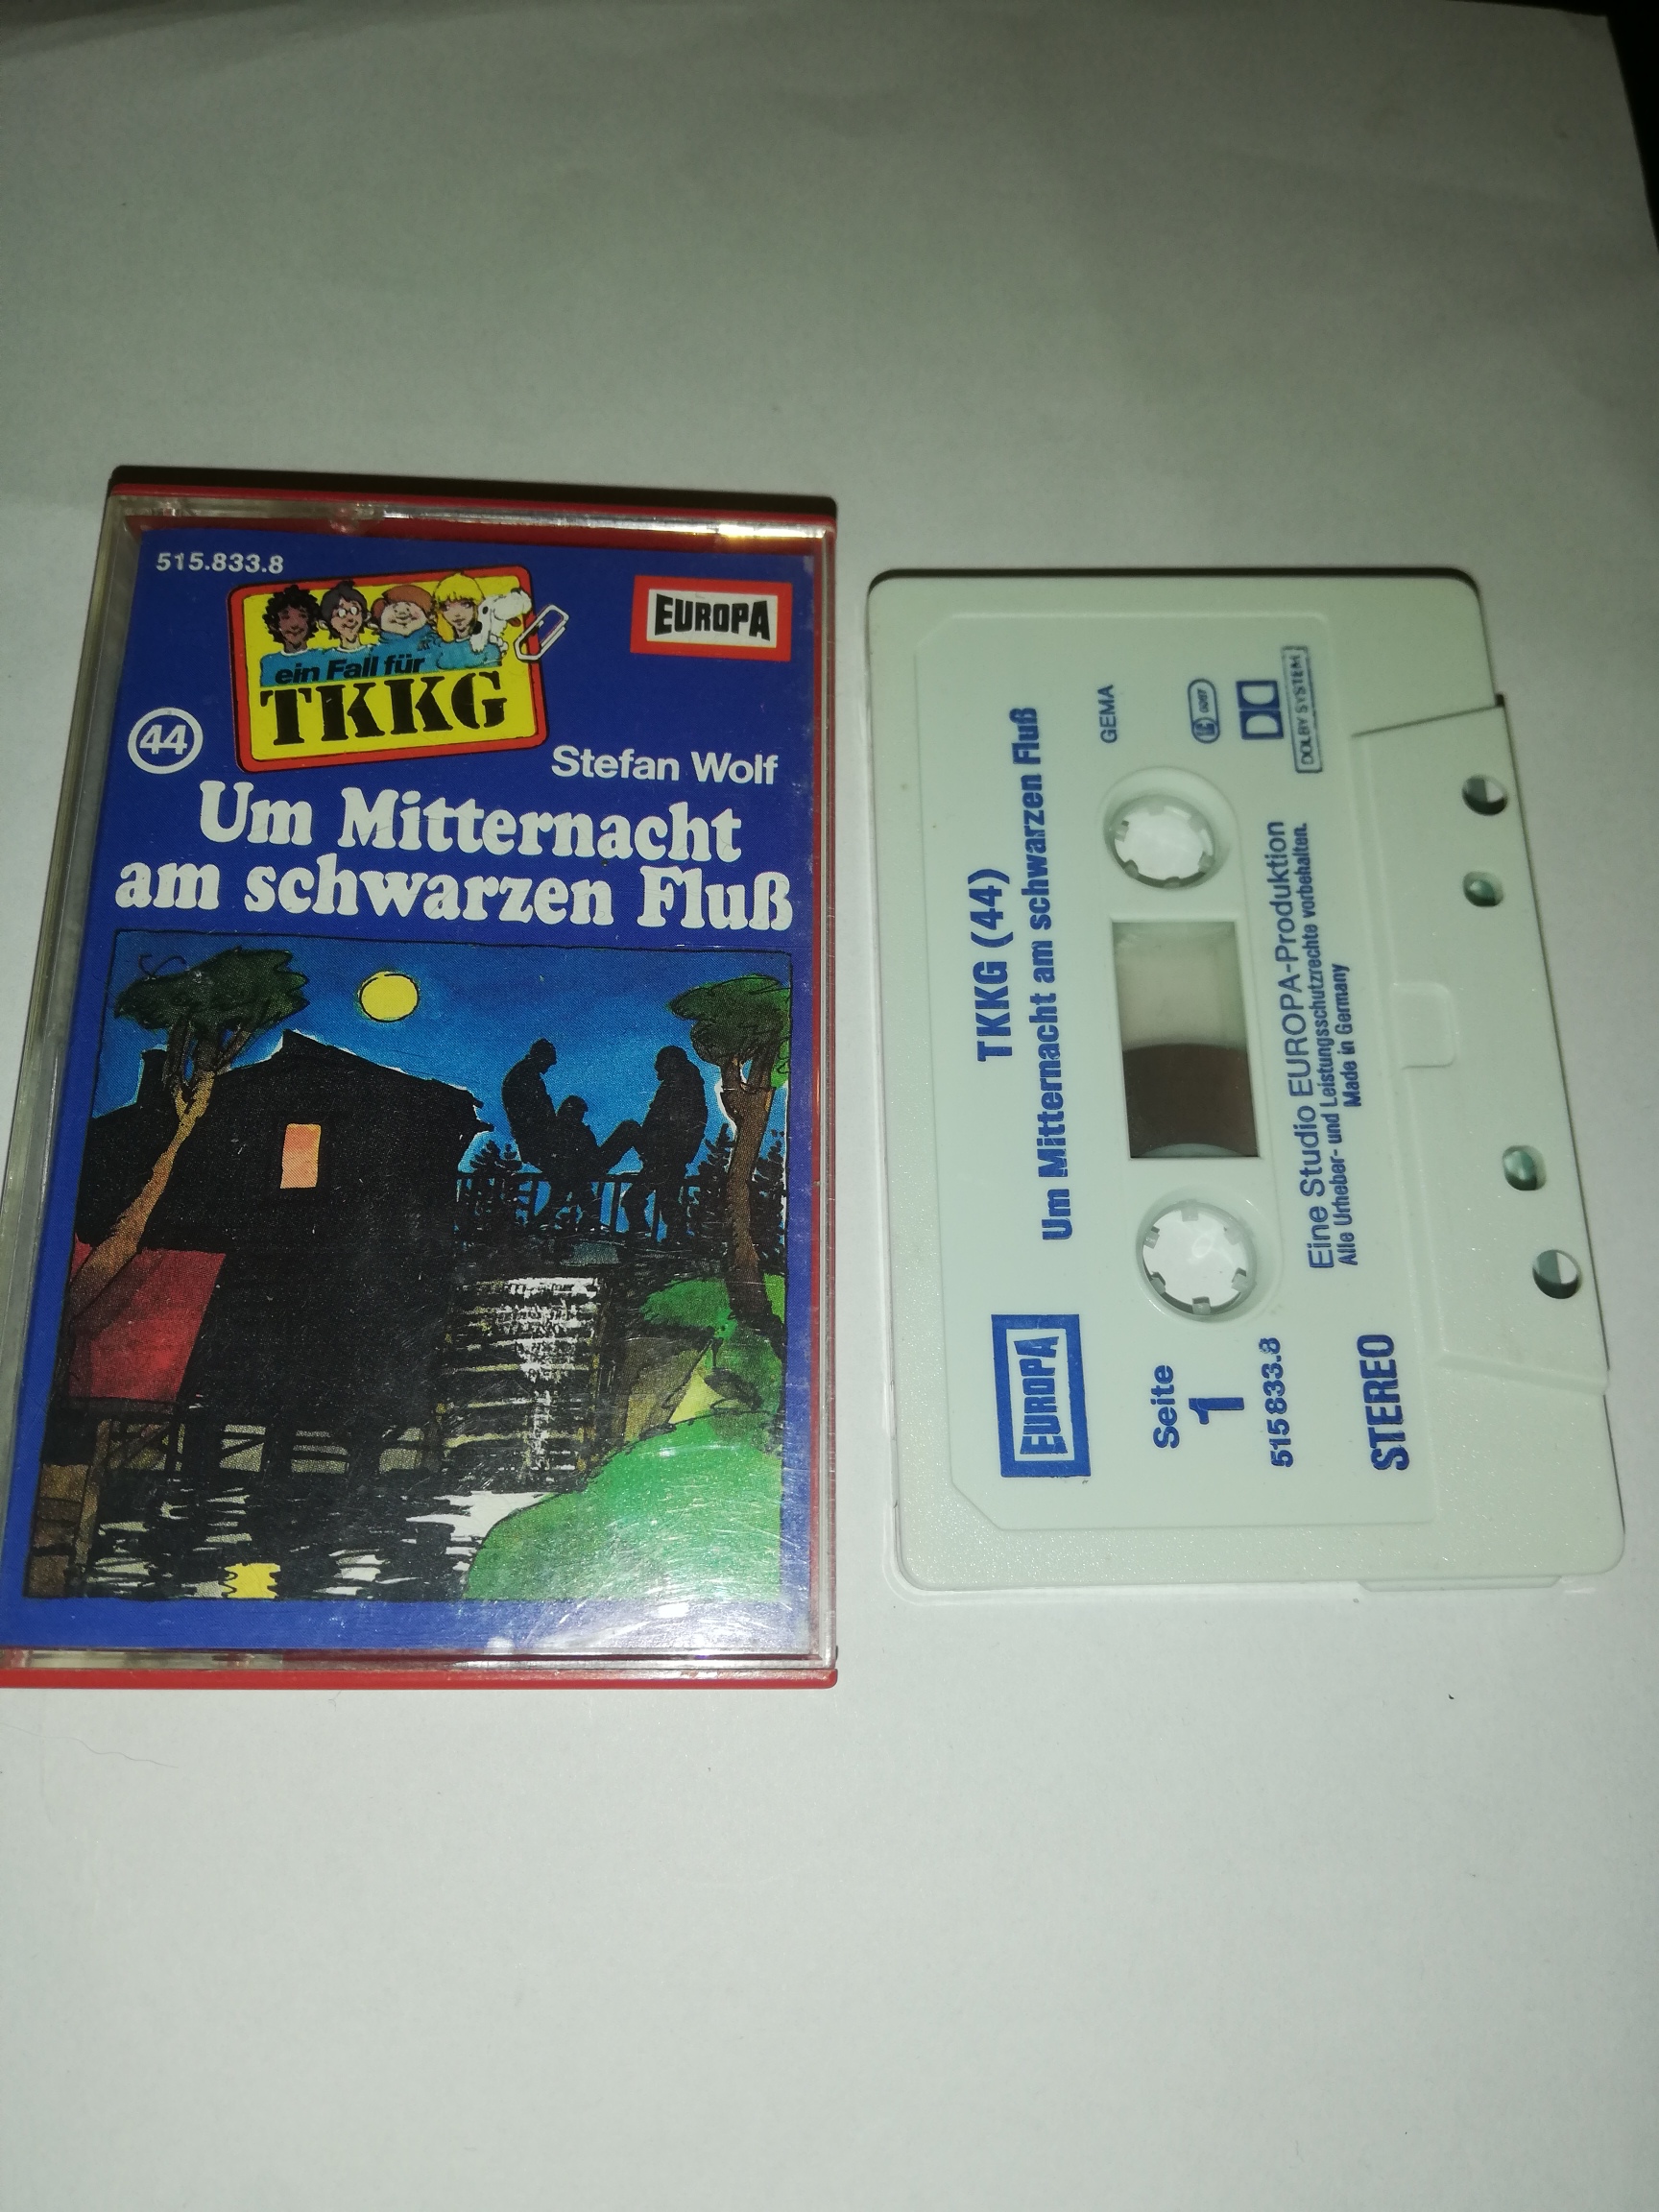 515.833.8
EUROPA
ein Fall für
TKKG
44
Stefan Wolf
Um Mitternacht
am schwarzen Fluß
EUROPA
TKKG (44)
Um Mitternacht am schwarzen Fluß
GEMA
Seite
1
515 833.8
DOLBY SYSTEM
STEREO
Eine Studio EUROPA-Produktion
Alle Urheber- und Leistungsschutzrechte vorbehalten.
Made in Germany